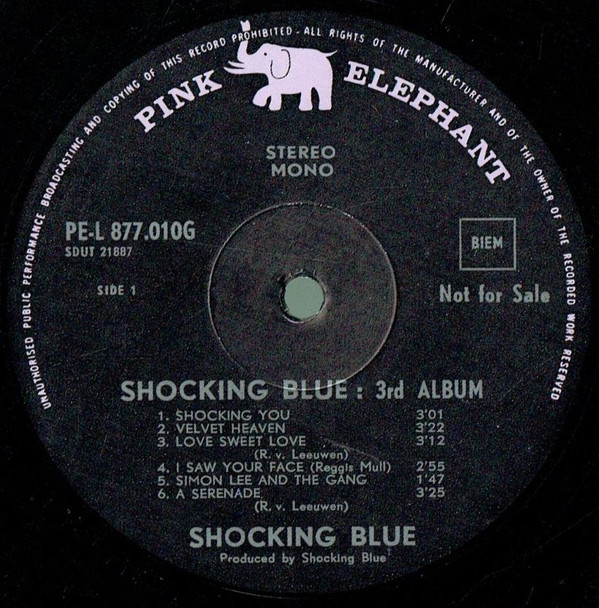 UNAUTHORISED PUBLIC PERFORMANCE BROADCASTING AND COPYING OF THIS RECORD PROHIBITED - ALL RIGHTS OF THE MANUFACTURER AND OF THE OWNER OF THE RECORDED WORK RESERVED
PINK ELEPHANT
STEREO
MONO
PE-L 877.010G
SDUT 21887
BIEM
SIDE 1
Not for Sale
SHOCKING BLUE : 3rd ALBUM
1. SHOCKING YOU 3'01
2. VELVET HEAVEN 3'22
3. LOVE SWEET LOVE 3'12
(R. v. Leeuwen)
4. I SAW YOUR FACE (Reggis Mull) 2'55
5. SIMON LEE AND THE GANG 1'47
6. A SERENADE 3'25
(R. v. Leeuwen)
SHOCKING BLUE
Produced by Shocking Blue